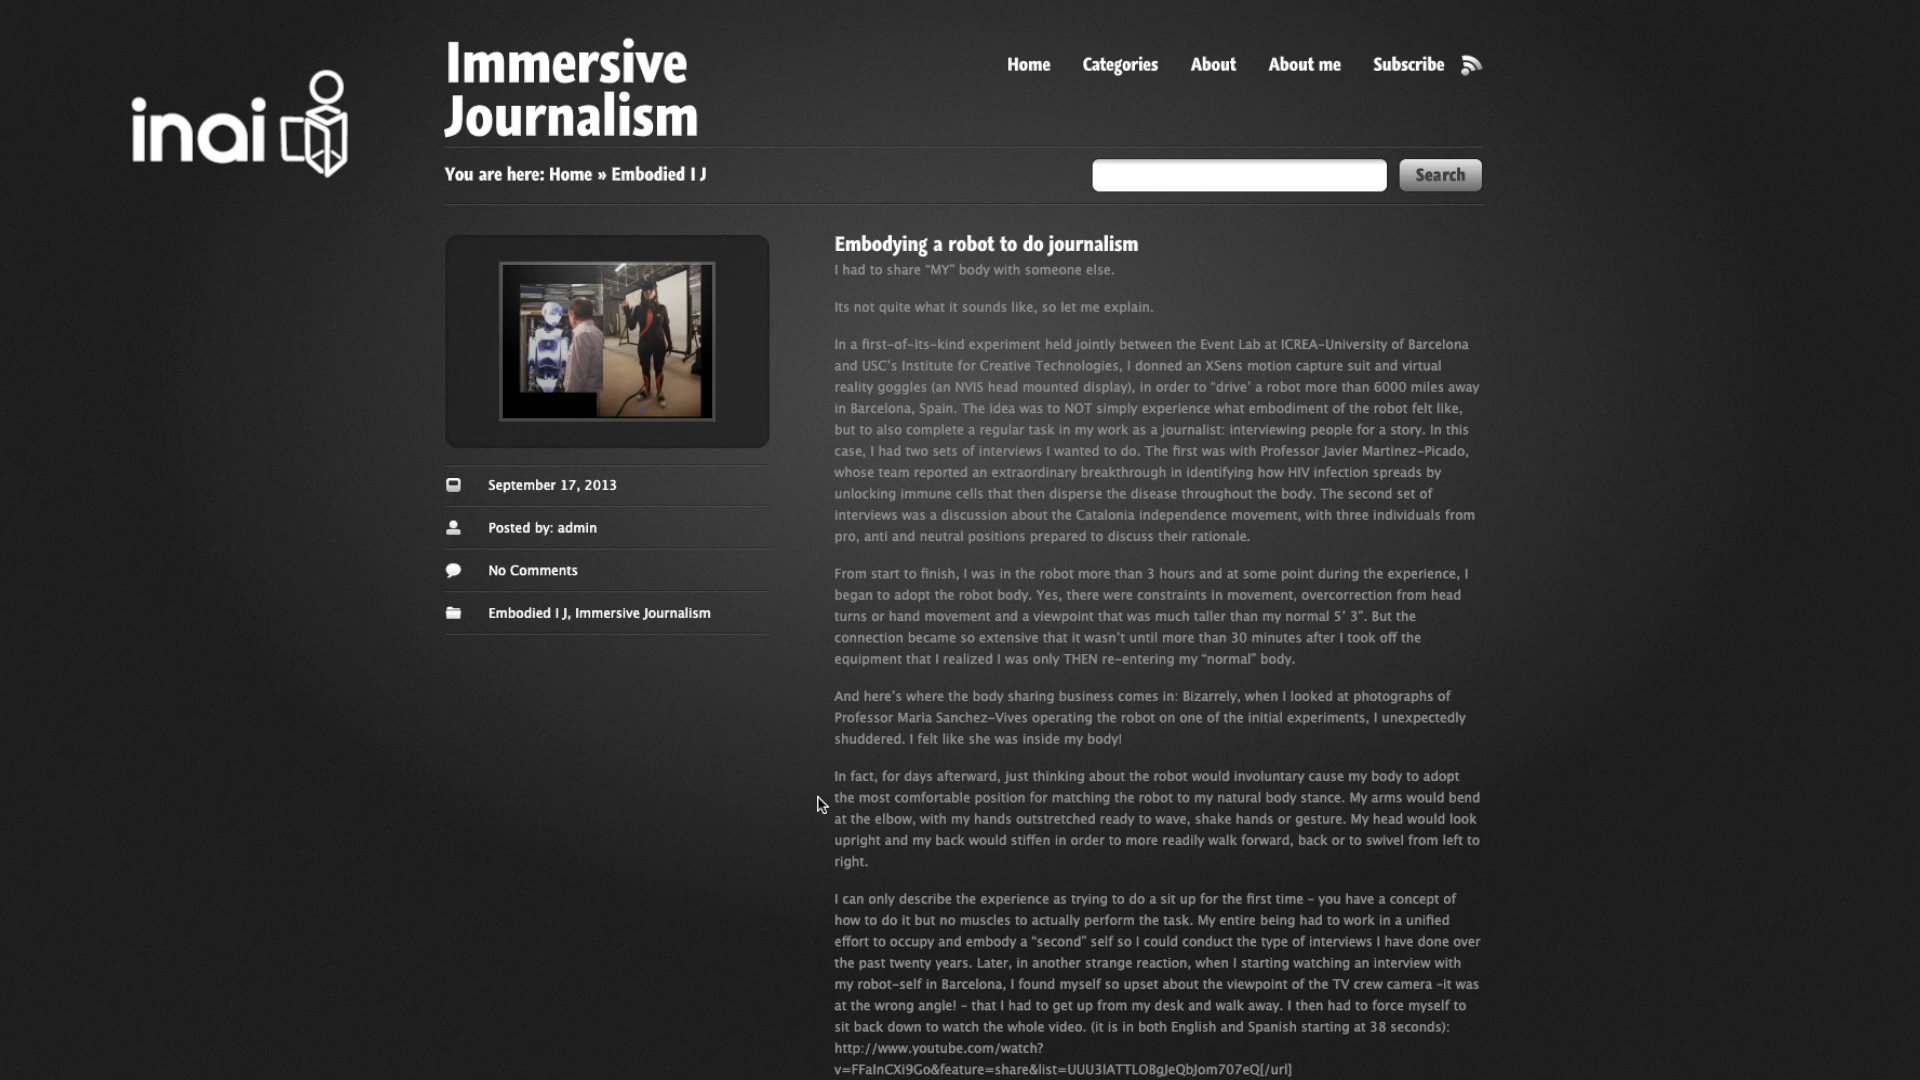 inai
Immersive
Journalism
Home Categories About About me Subscribe
You are here: Home » Embodied I J
Search
September 17, 2013
Posted by: admin
No Comments
Embodied I J, Immersive Journalism
Embodying a robot to do journalism
I had to share “MY” body with someone else.
Its not quite what it sounds like, so let me explain.
In a first-of-its-kind experiment held jointly between the Event Lab at ICREA-University of Barcelona
and USC’s Institute for Creative Technologies, I donned an XSens motion capture suit and virtual
reality goggles (an NVIS head mounted display), in order to “drive’ a robot more than 6000 miles away
in Barcelona, Spain. The idea was to NOT simply experience what embodiment of the robot felt like,
but to also complete a regular task in my work as a journalist: interviewing people for a story. In this
case, I had two sets of interviews I wanted to do. The first was with Professor Javier Martinez-Picado,
whose team reported an extraordinary breakthrough in identifying how HIV infection spreads by
unlocking immune cells that then disperse the disease throughout the body. The second set of
interviews was a discussion about the Catalonia independence movement, with three individuals from
pro, anti and neutral positions prepared to discuss their rationale.
From start to finish, I was in the robot more than 3 hours and at some point during the experience, I
began to adopt the robot body. Yes, there were constraints in movement, overcorrection from head
turns or hand movement and a viewpoint that was much taller than my normal 5’ 3”. But the
connection became so extensive that it wasn’t until more than 30 minutes after I took off the
equipment that I realized I was only THEN re-entering my “normal” body.
And here’s where the body sharing business comes in: Bizarrely, when I looked at photographs of
Professor Maria Sanchez-Vives operating the robot on one of the initial experiments, I unexpectedly
shuddered. I felt like she was inside my body!
In fact, for days afterward, just thinking about the robot would involuntary cause my body to adopt
the most comfortable position for matching the robot to my natural body stance. My arms would bend
at the elbow, with my hands outstretched ready to wave, shake hands or gesture. My head would look
upright and my back would stiffen in order to more readily walk forward, back or to swivel from left to
right.
I can only describe the experience as trying to do a sit up for the first time – you have a concept of
how to do it but no muscles to actually perform the task. My entire being had to work in a unified
effort to occupy and embody a “second” self so I could conduct the type of interviews I have done over
the past twenty years. Later, in another strange reaction, when I starting watching an interview with
my robot-self in Barcelona, I found myself so upset about the viewpoint of the TV crew camera -it was
at the wrong angle! – that I had to get up from my desk and walk away. I then had to force myself to
sit back down to watch the whole video. (it is in both English and Spanish starting at 38 seconds):
http://www.youtube.com/watch?
v=FFaInCXi9Go&feature=share&list=UUU3lATTLOBgJeQbJom707eQ[/url]